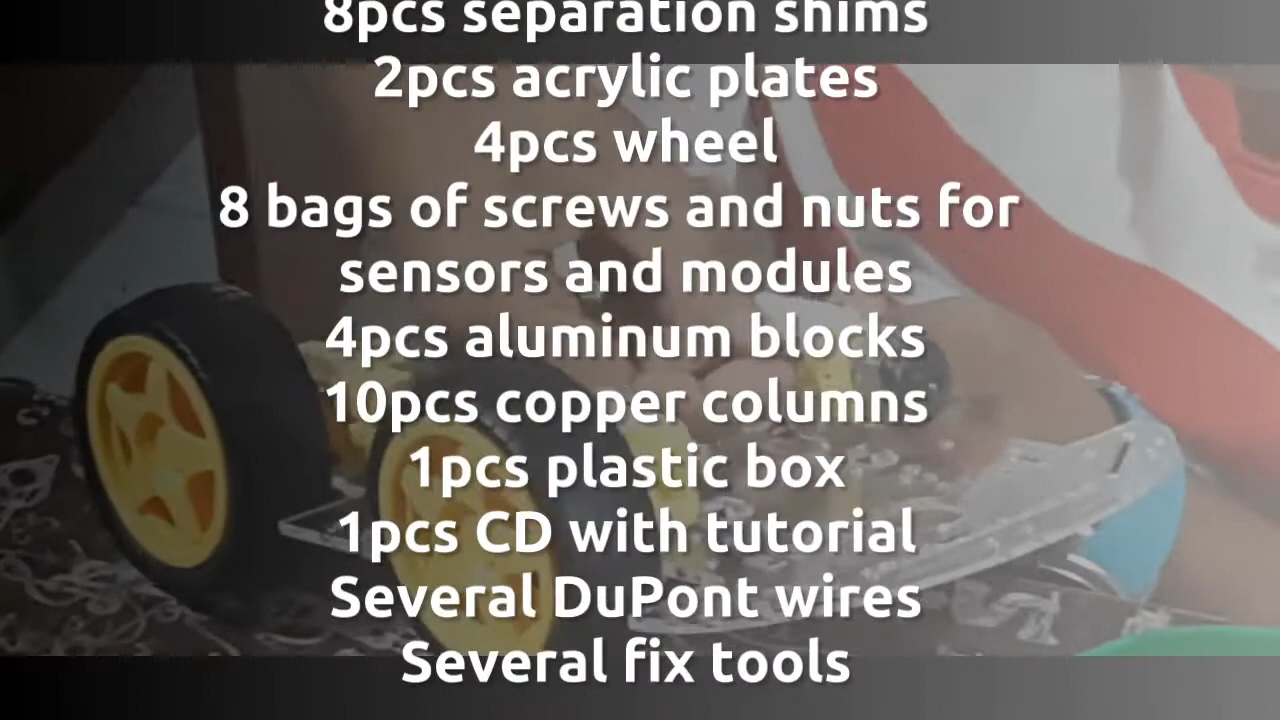 8pcs separation shims
2pcs acrylic plates
4pcs wheel
8 bags of screws and nuts for
sensors and modules
4pcs aluminum blocks
10pcs copper columns
1pcs plastic box
1pcs CD with tutorial
Several DuPont wires
Several fix tools